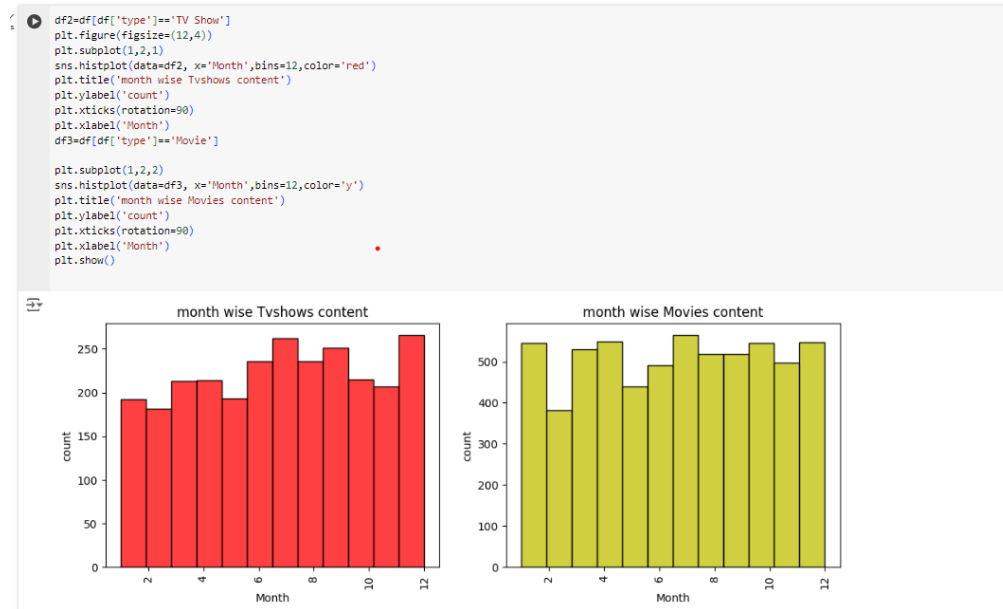 df2=df[df['type']=='TV Show']
plt.figure(figsize=(12,4))
plt.subplot(1,2,1)
sns.histplot(data=df2, x='Month',bins=12,color='red')
plt.title('month wise Tvshows content')
plt.ylabel('count')
plt.xticks(rotation=90)
plt.xlabel('Month')
df3=df[df['type']=='Movie']
plt.subplot(1,2,2)
sns.histplot(data=df3, x='Month',bins=12,color='y')
plt.title('month wise Movies content')
plt.ylabel('count')
plt.xticks(rotation=90)
plt.xlabel('Month')
plt.show()
month wise Tvshows content
250
200
150
100
50
0
count
2 4 6 8 10 12
Month
month wise Movies content
500
400
300
200
100
0
count
2 4 6 8 10 12
Month